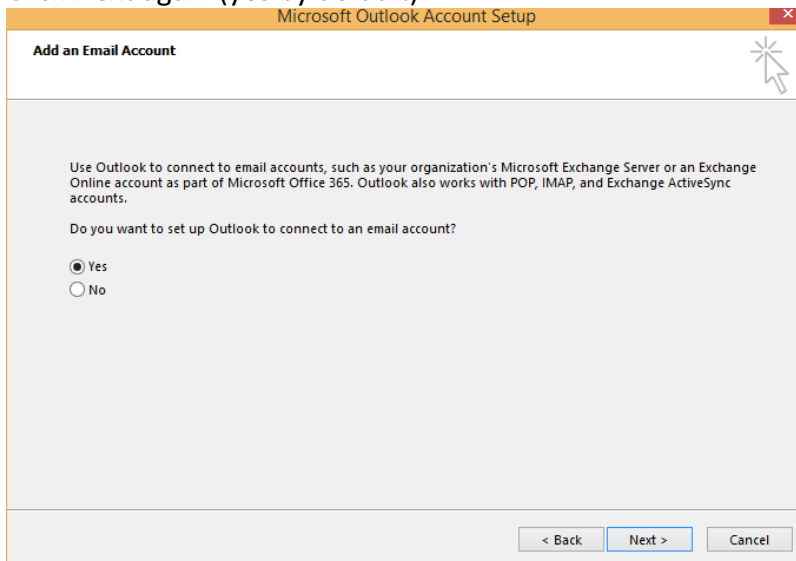 Microsoft Outlook Account Setup
Add an Email Account
Use Outlook to connect to email accounts, such as your organization's Microsoft Exchange Server or an Exchange
Online account as part of Microsoft Office 365. Outlook also works with POP, IMAP, and Exchange ActiveSync
accounts.
Do you want to set up Outlook to connect to an email account?
Yes
No
< Back Next > Cancel